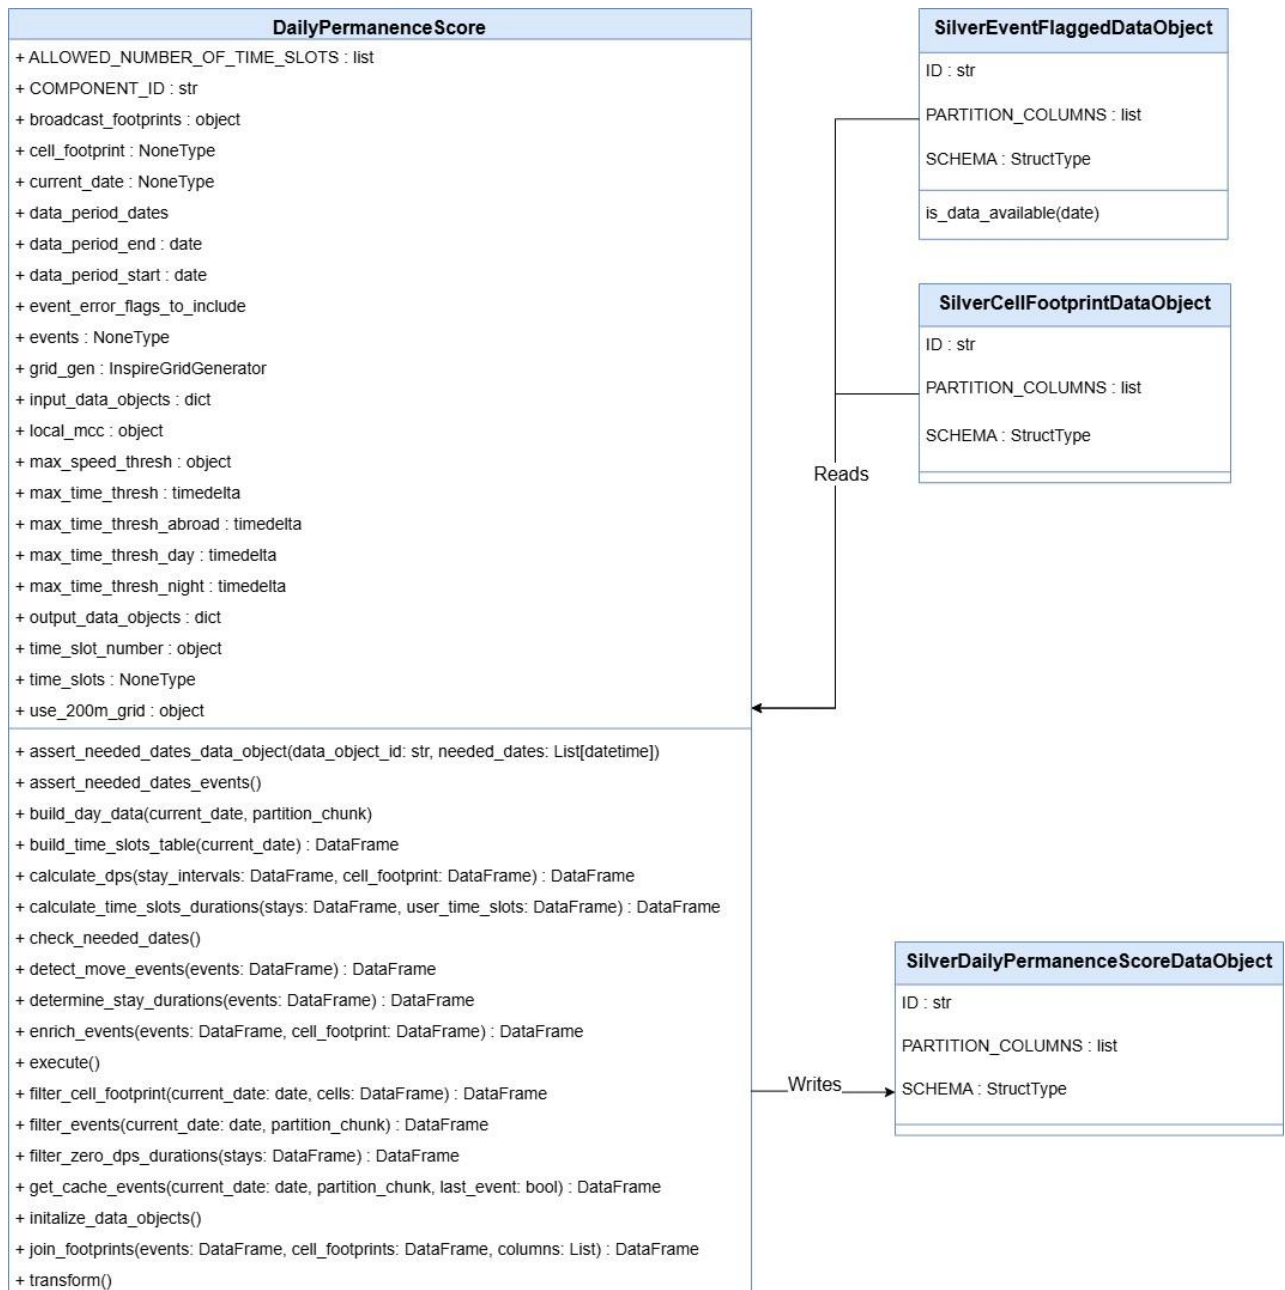 DailyPermanenceScore
+ ALLOWED_NUMBER_OF_TIME_SLOTS : list
+ COMPONENT_ID : str
+ broadcast_footprints : object
+ cell_footprint : NoneType
+ current_date : NoneType
+ data_period_dates
+ data_period_end : date
+ data_period_start : date
+ event_error_flags_to_include
+ events : NoneType
+ grid_gen : InspireGridGenerator
+ input_data_objects : dict
+ local_mcc : object
+ max_speed_thresh : object
+ max_time_thresh : timedelta
+ max_time_thresh_abroad : timedelta
+ max_time_thresh_day : timedelta
+ max_time_thresh_night : timedelta
+ output_data_objects : dict
+ time_slot_number : object
+ time_slots : NoneType
+ use_200m_grid : object
+ assert_needed_dates_data_object(data_object_id: str, needed_dates: List[datetime])
+ assert_needed_dates_events()
+ build_day_data(current_date, partition_chunk)
+ build_time_slots_table(current_date) : DataFrame
+ calculate_dps(stay_intervals: DataFrame, cell_footprint: DataFrame) : DataFrame
+ calculate_time_slots_durations(stays: DataFrame, user_time_slots: DataFrame) : DataFrame
+ check_needed_dates()
+ detect_move_events(events: DataFrame) : DataFrame
+ determine_stay_durations(events: DataFrame) : DataFrame
+ enrich_events(events: DataFrame, cell_footprint: DataFrame) : DataFrame
+ execute()
+ filter_cell_footprint(current_date: date, cells: DataFrame) : DataFrame
+ filter_events(current_date: date, partition_chunk) : DataFrame
+ filter_zero_dps_durations(stays: DataFrame) : DataFrame
+ get_cache_events(current_date: date, partition_chunk, last_event: bool) : DataFrame
+ initalize_data_objects()
+ join_footprints(events: DataFrame, cell_footprints: DataFrame, columns: List) : DataFrame
+ transform()
SilverEventFlaggedDataObject
ID : str
PARTITION_COLUMNS : list
SCHEMA : StructType
is_data_available(date)
SilverCellFootprintDataObject
ID : str
PARTITION_COLUMNS : list
SCHEMA : StructType
Reads
SilverDailyPermanenceScoreDataObject
ID : str
PARTITION_COLUMNS : list
SCHEMA : StructType
Writes